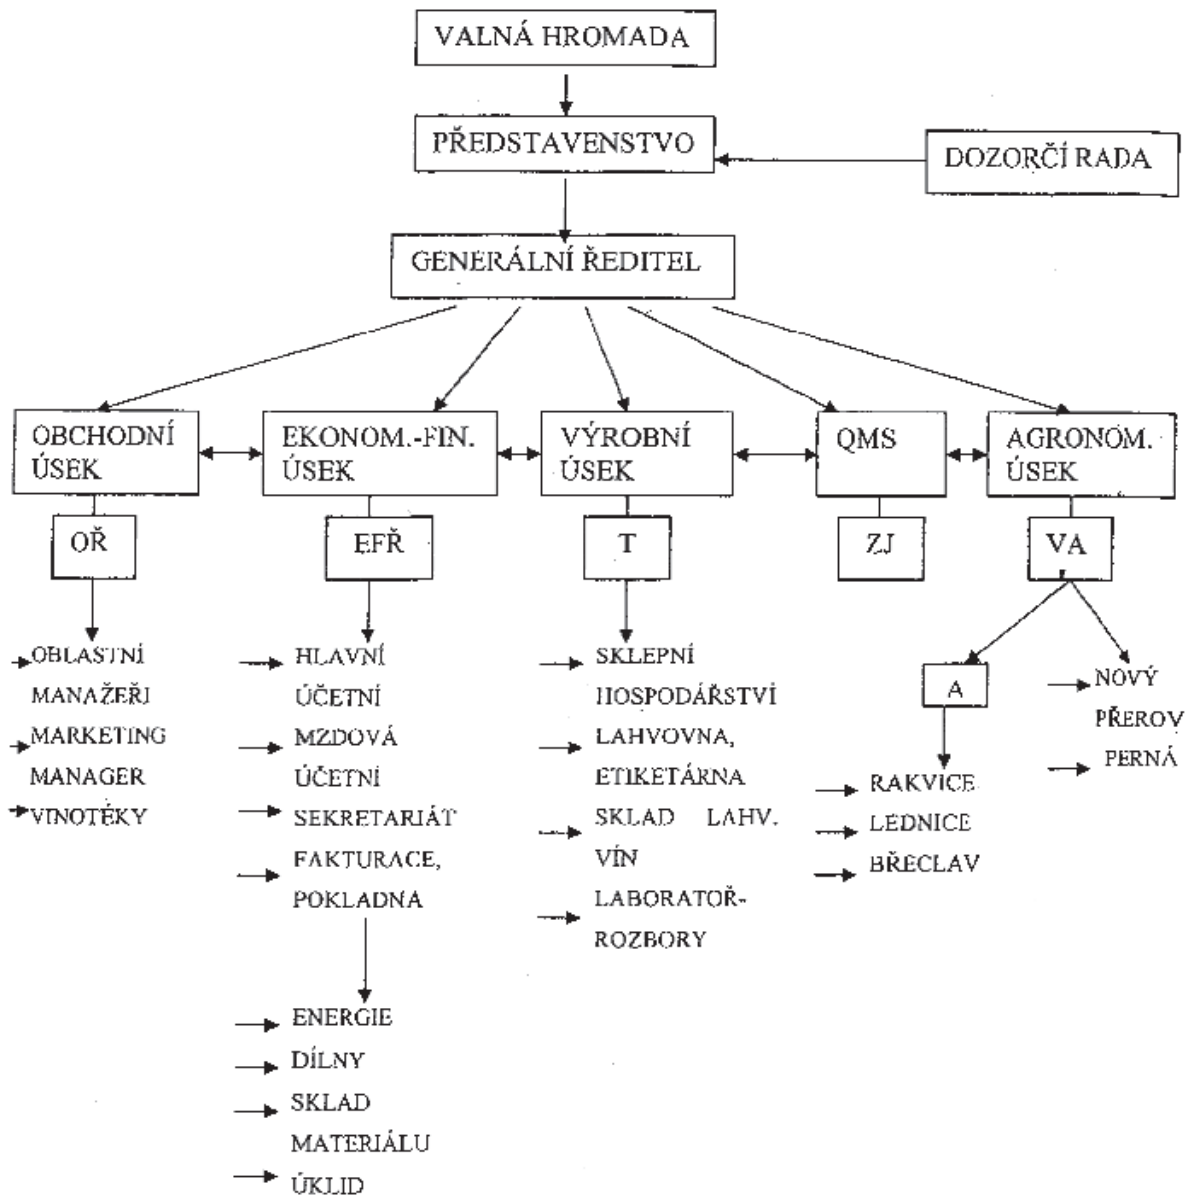 VALNÁ HROMADA
PŘEDSTAVENSTVO
DOZORČÍ RADA
GENERÁLNÍ ŘEDITEL
OBCHODNÍ
ÚSEK
EKONOM.-FIN.
ÚSEK
VÝROBNÍ
ÚSEK
QMS
AGRONOM.
ÚSEK
OŘ
EFŘ
T
ZJ
VA
OBLASTNÍ
MANAŽEŘI
MARKETING
MANAGER
VINOTÉKY
HLAVNÍ
ÚČETNÍ
MZDOVÁ
ÚČETNÍ
SEKRETARIÁT
FAKTURACE,
POKLADNA
ENERGIE
DÍLNY
SKLAD
MATERIÁLU
ÚKLID
SKLEPNÍ
HOSPODÁŘSTVÍ
LAHVOVNA,
ETIKETÁRNA
SKLAD LAHV.
VÍN
LABORATOŘ-
ROZBORY
A
RAKVICE
LEDNICE
BŘECLAV
NOVÝ
PŘEROV
PERNÁ